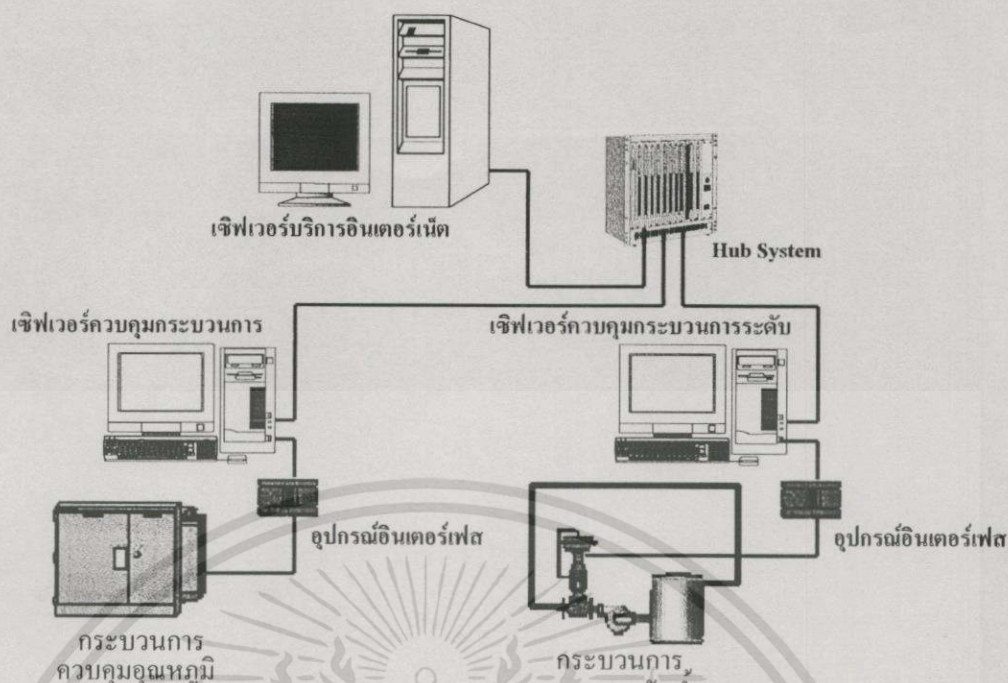 เซิฟเวอร์บริการอินเตอร์เน็ต
Hub System
เซิฟเวอร์ควบคุมกระบวนการ
เซิฟเวอร์ควบคุมกระบวนการระดับ
อุปกรณ์อินเตอร์เฟส
อุปกรณ์อินเตอร์เฟส
กระบวนการ
ควบคุมอุณหภูมิ
กระบวนการ